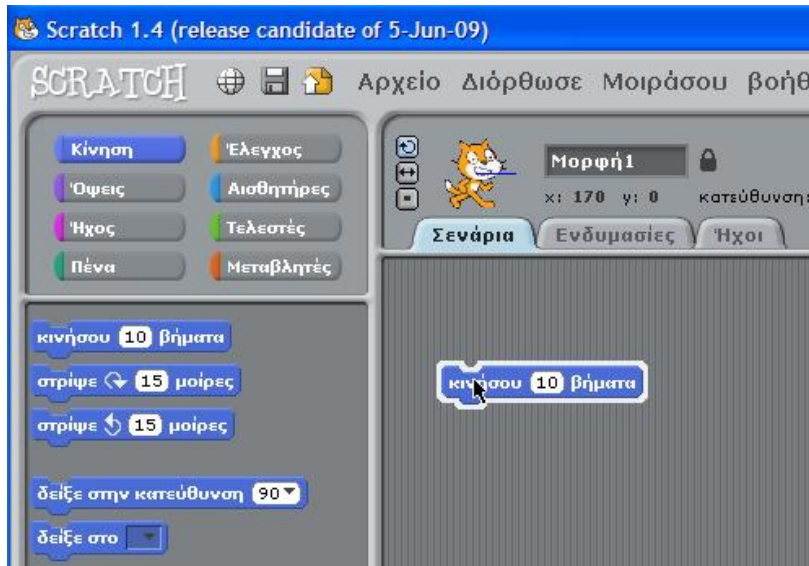 Scratch 1.4 (release candidate of 5-Jun-09)
SCRATCH Αρχείο Διόρθωσε Μοιράσου βοήθ
Κίνηση Έλεγχος
Όψεις Αισθητήρες
Ήχος Τελεστές
Πένα Μεταβλητές
Μορφή1
x: 170 y: 0 κατεύθυνση:
Σενάρια Ενδυμασίες Ήχοι
κινήσου 10 βήματα
στρίψε 15 μοίρες
στρίψε 15 μοίρες
δείξε στην κατεύθυνση 90
δείξε στο
κινήσου 10 βήματα